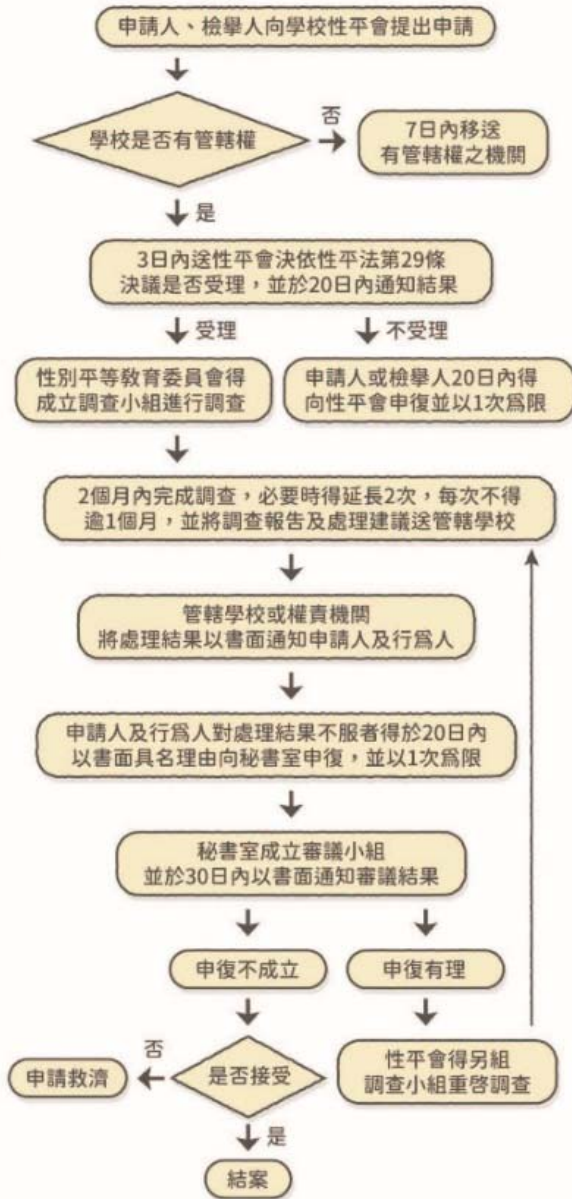 申請人、檢舉人向學校性平會提出申請
學校是否有管轄權
否
7日內移送
有管轄權之機關
是
3日內送性平會決依性平法第29條
決議是否受理，並於20日內通知結果
受理
不受理
性別平等教育委員會得
成立調查小組進行調查
申請人或檢舉人20日內得
向性平會申復並以1次為限
2個月內完成調查，必要時得延長2次，每次不得
逾1個月，並將調查報告及處理建議送管轄學校
管轄學校或權責機關
將處理結果以書面通知申請人及行為人
申請人及行為人對處理結果不服者得於20日內
以書面具名理由向秘書室申復，並以1次為限
秘書室成立審議小組
並於30日內以書面通知審議結果
申復不成立
申復有理
否
申請救濟
是否接受
性平會得另組
調查小組重啓調查
是
結案